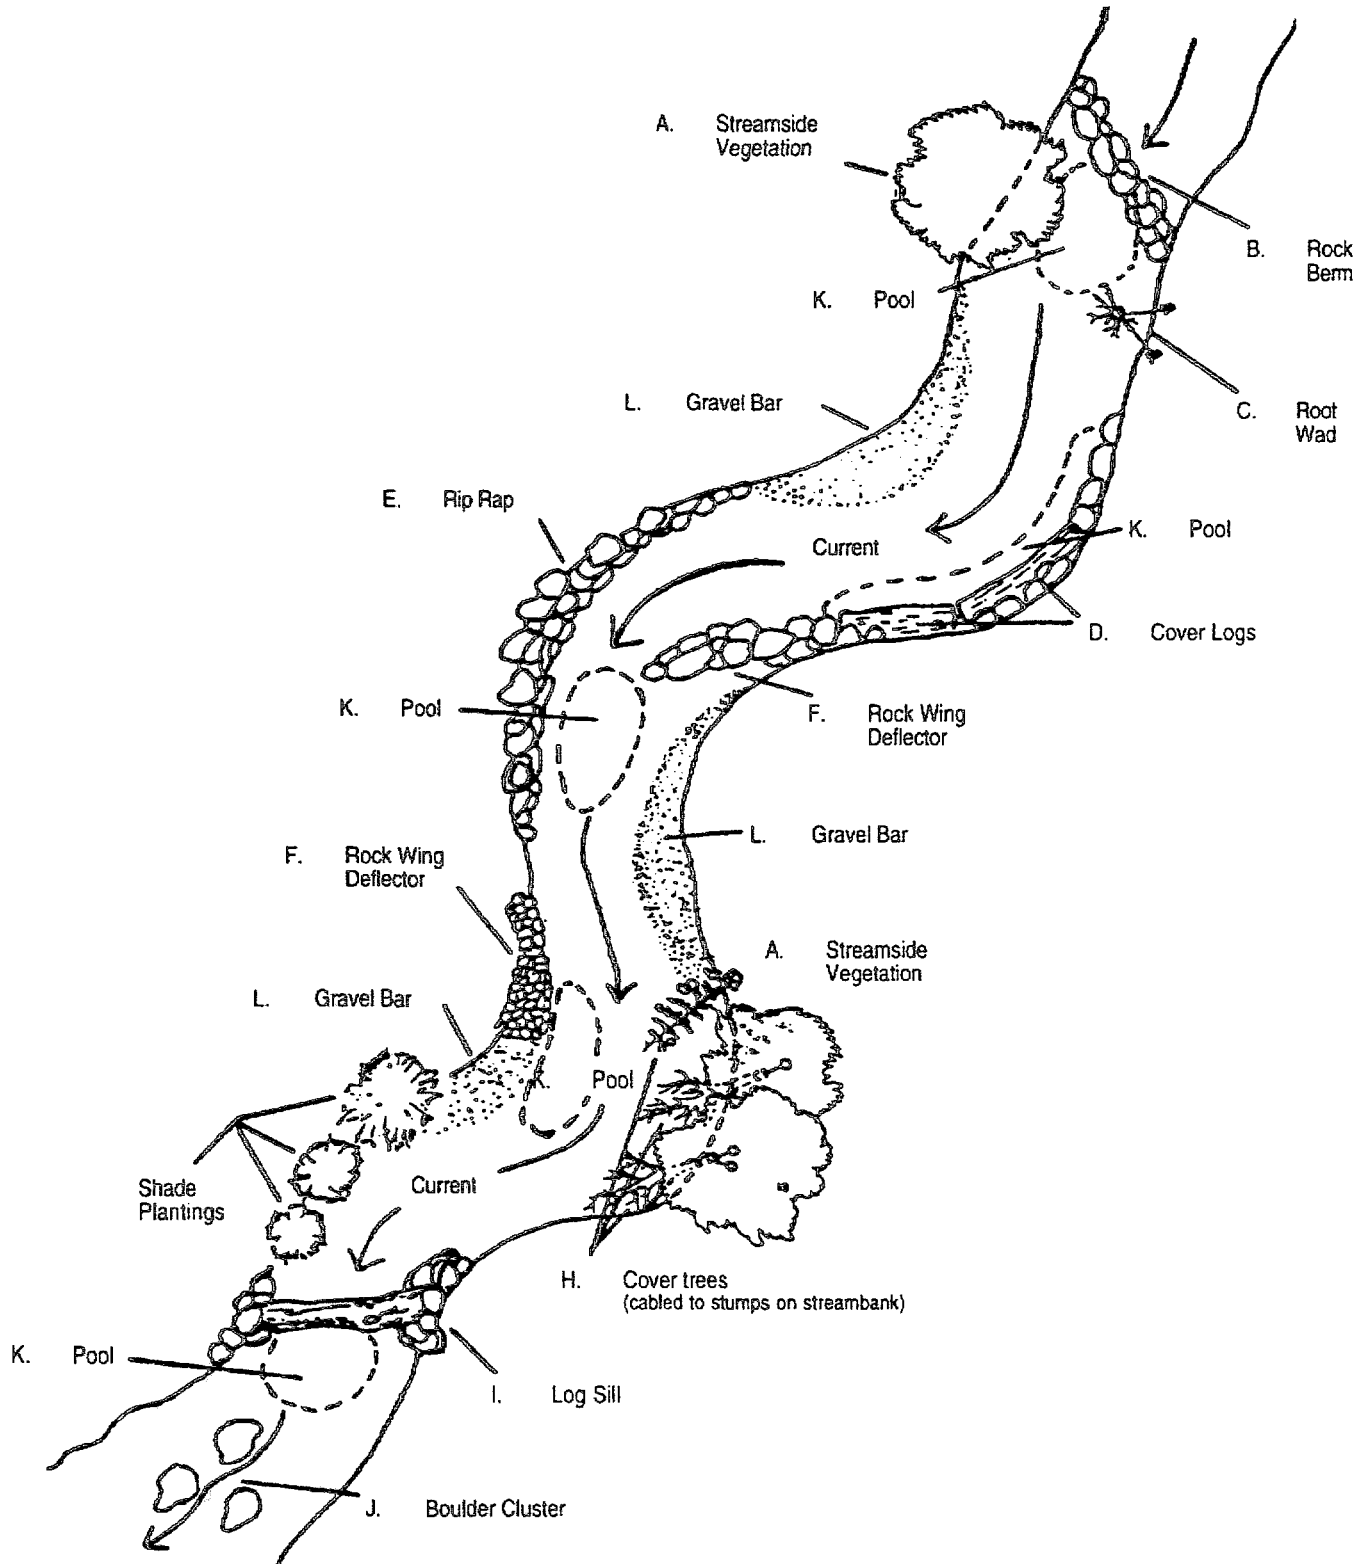 A. Streamside
Vegetation
B. Rock
Berm
K. Pool
L. Gravel Bar
C. Root
Wad
E. Rip Rap
K. Pool
Current
D. Cover Logs
K. Pool
F. Rock Wing
Deflector
L. Gravel Bar
F. Rock Wing
Deflector
A. Streamside
Vegetation
L. Gravel Bar
K. Pool
Shade
Plantings
Current
H. Cover trees
(cabled to stumps on streambank)
K. Pool
I. Log Sill
J. Boulder Cluster